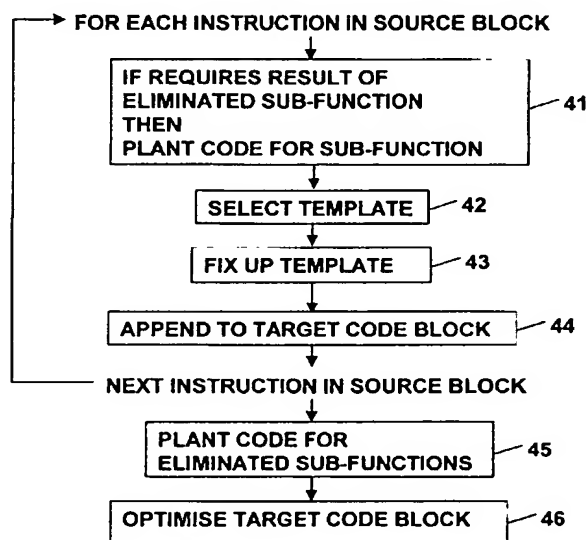 FOR EACH INSTRUCTION IN SOURCE BLOCK
IF REQUIRES RESULT OF
ELIMINATED SUB-FUNCTION
THEN
PLANT CODE FOR SUB-FUNCTION
41
SELECT TEMPLATE
42
FIX UP TEMPLATE
43
APPEND TO TARGET CODE BLOCK
44
NEXT INSTRUCTION IN SOURCE BLOCK
PLANT CODE FOR
ELIMINATED SUB-FUNCTIONS
45
OPTIMISE TARGET CODE BLOCK
46